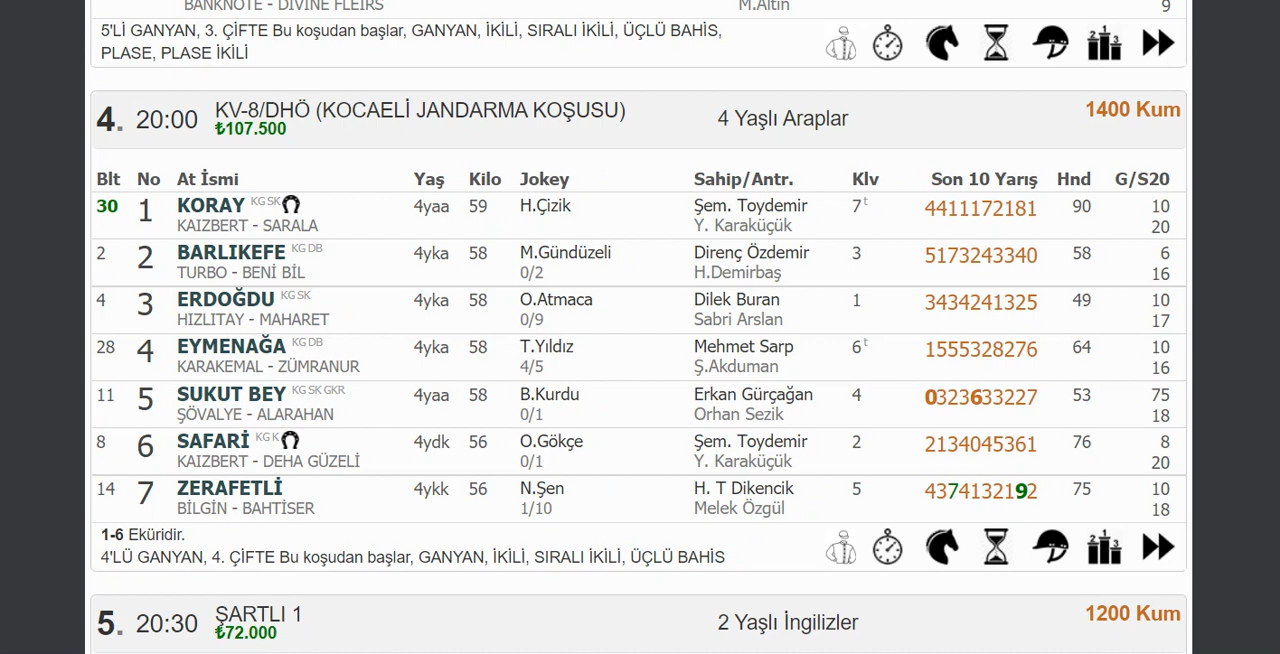 BANKNOTE - DIVINE FLEIRS M.Altın 9
5'Lİ GANYAN, 3. ÇİFTE Bu koşudan başlar, GANYAN, İKİLİ, SIRALI İKİLİ, ÜÇLÜ BAHİS,
PLASE, PLASE İKİLİ
4. 20:00 KV-8/DHÖ (KOCAELİ JANDARMA KOŞUSU) 4 Yaşlı Araplar 1400 Kum
₺107.500
Blt No At İsmi Yaş Kilo Jokey Sahip/Antr. Klv Son 10 Yarış Hnd G/S20
30 1 KORAY KG SK 4yaa 59 H.Çizik Şem. Toydemir 7t 4411172181 90 10
KAIZBERT - SARALA Y. Karaküçük 20
2 2 BARLIKEFE KG DB 4yka 58 M.Gündüzeli Direnç Özdemir 3 5173243340 58 6
TURBO - BENİ BİL 0/2 H.Demirbaş 16
4 3 ERDOĞDU KG SK 4yka 58 O.Atmaca Dilek Buran 1 3434241325 49 10
HIZLITAY - MAHARET 0/9 Sabri Arslan 17
28 4 EYMENAĞA KG DB 4yka 58 T.Yıldız Mehmet Sarp 6t 1555328276 64 10
KARAKEMAL - ZÜMRANUR 4/5 Ş.Akduman 16
11 5 SUKUT BEY KG SK GKR 4yaa 58 B.Kurdu Erkan Gürçağan 4 0323633227 53 75
ŞÖVALYE - ALARAHAN 0/1 Orhan Sezik 18
8 6 SAFARİ KG K 4ydk 56 O.Gökçe Şem. Toydemir 2 2134045361 76 8
KAIZBERT - DEHA GÜZELİ 0/1 Y. Karaküçük 20
14 7 ZERAFETLİ 4ykk 56 N.Şen H. T Dikencik 5 4374132192 75 10
BİLGİN - BAHTİSER 1/10 Melek Özgül 18
1-6 Eküridir.
4'LÜ GANYAN, 4. ÇİFTE Bu koşudan başlar, GANYAN, İKİLİ, SIRALI İKİLİ, ÜÇLÜ BAHİS
5. 20:30 ŞARTLI 1 2 Yaşlı İngilizler 1200 Kum
₺72.000